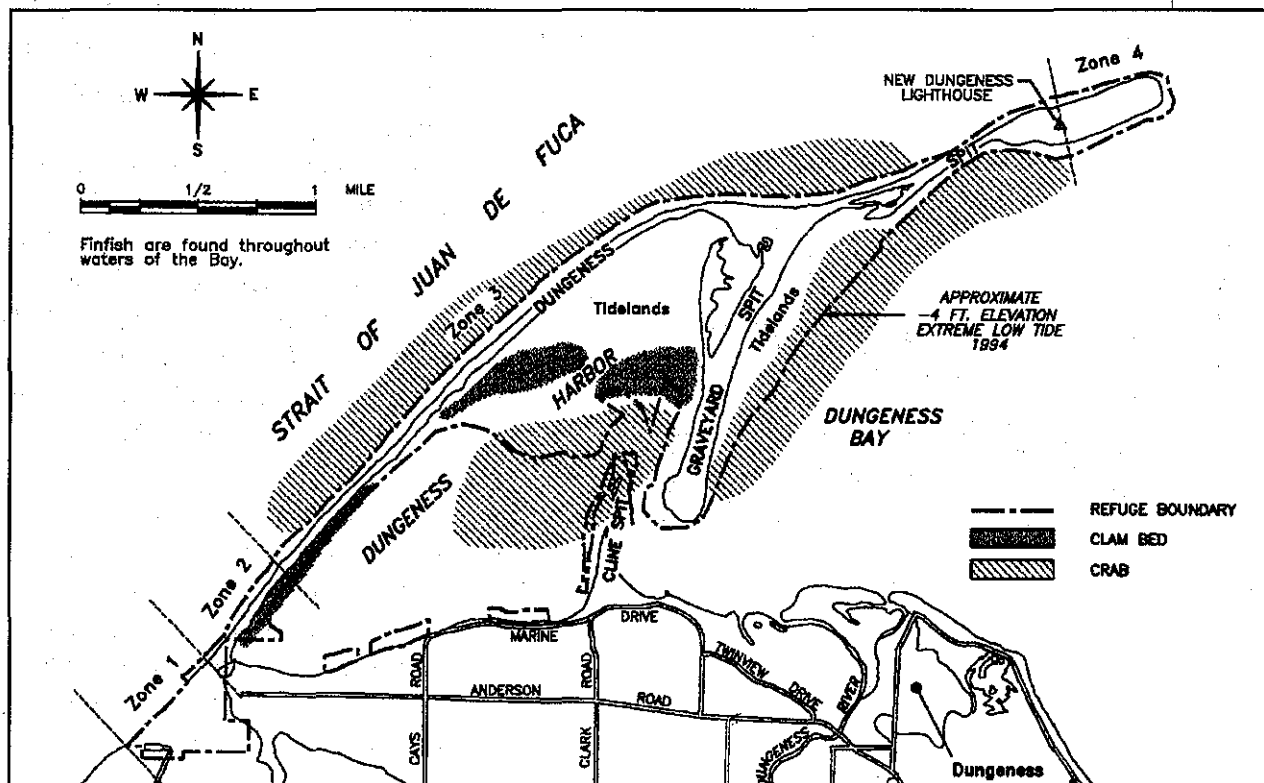 N
W
E
S
0 1/2 1 MILE
Finfish are found throughout
waters of the Bay.
STRAIT OF JUAN DE FUCA
NEW DUNGENESS
LIGHTHOUSE
Zone 4
SPIT
DUNGENESS
Zone 3
Tidelands
SPIT
Tidelands
APPROXIMATE
-4 FT. ELEVATION
EXTREME LOW TIDE
1994
HARBOR
GRAVEYARD
DUNGENESS
BAY
DUNGENESS
CLINE SPIT
REFUGE BOUNDARY
CLAM BED
CRAB
Zone 2
Zone 1
MARINE DRIVE
TWINVIEW DRIVE
ANDERSON ROAD
CAYS ROAD
CLARK ROAD
DUNGENESS RIVER
Dungeness